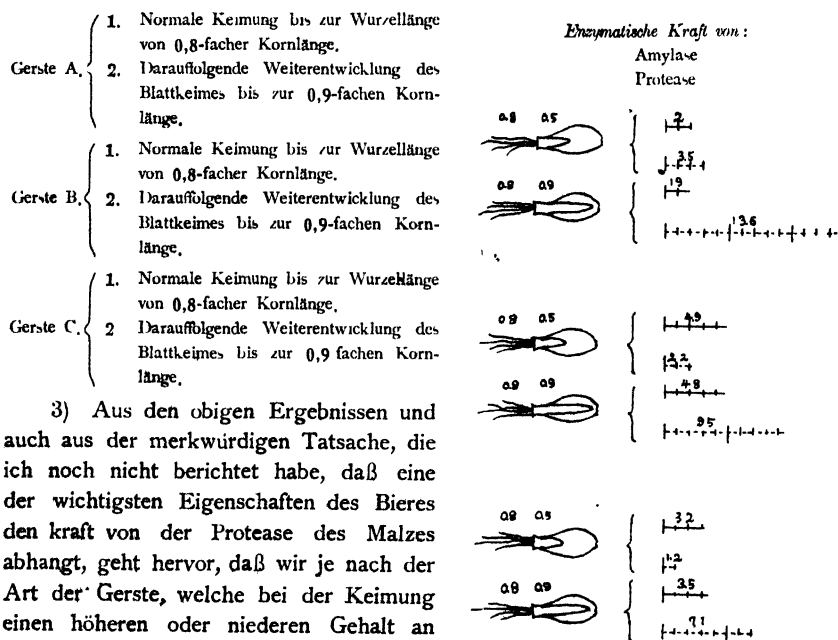 Gerste A.
1. Normale Keimung bis zur Wurzellänge
von 0,8-facher Kornlänge.
2. Darauffolgende Weiterentwicklung des
Blattkeimes bis zur 0,9-fachen Korn-
länge.
Gerste B.
1. Normale Keimung bis zur Wurzellänge
von 0,8-facher Kornlänge.
2. Darauffolgende Weiterentwicklung des
Blattkeimes bis zur 0,9-fachen Korn-
länge.
Gerste C.
1. Normale Keimung bis zur Wurzellänge
von 0,8-facher Kornlänge.
2 Darauffolgende Weiterentwicklung des
Blattkeimes bis zur 0,9 fachen Korn-
länge.
3) Aus den obigen Ergebnissen und
auch aus der merkwürdigen Tatsache, die
ich noch nicht berichtet habe, daß eine
der wichtigsten Eigenschaften des Bieres
den kraft von der Protease des Malzes
abhangt, geht hervor, daß wir je nach der
Art der Gerste, welche bei der Keimung
einen höheren oder niederen Gehalt an
Enzymatische Kraft von:
Amylase
Protease
0.8 0.5
2
3.5
0.8 0.9
19
13.6
0.8 0.5
4.9
2.2
0.9 0.9
4.8
9.5
0.8 0.5
3.2
1.2
0.8 0.9
3.5
7.1